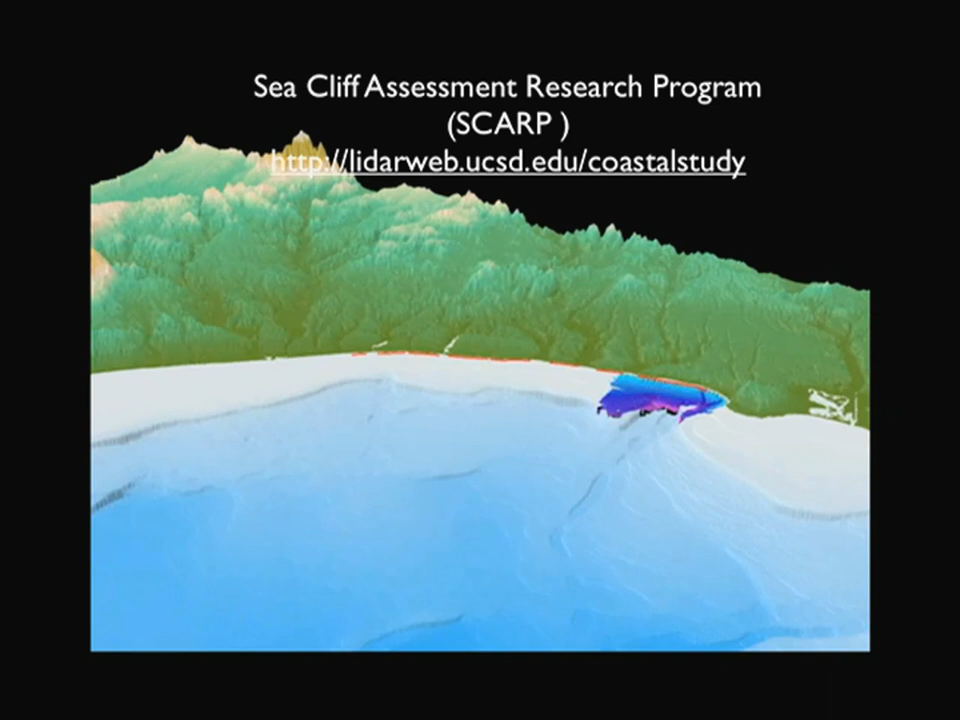 Sea Cliff Assessment Research Program
(SCARP )
http://lidarweb.ucsd.edu/coastalstudy